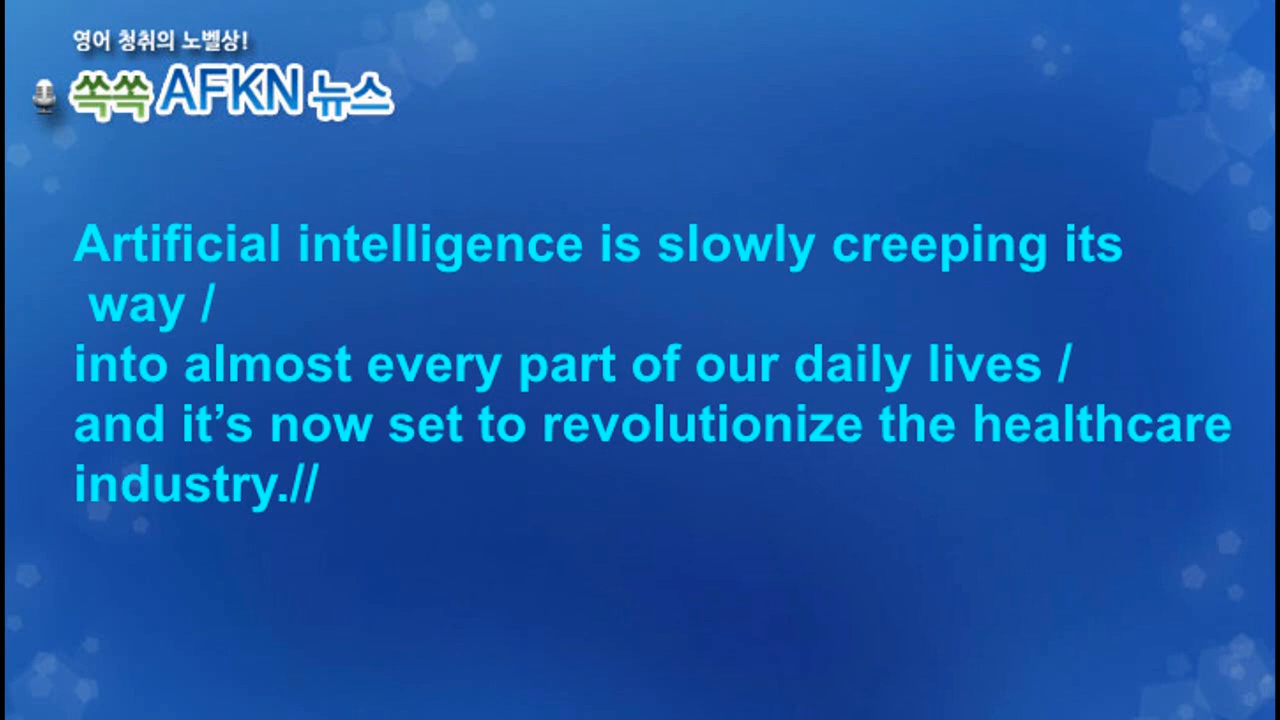 영어 청취의 노벨상!
쏙쏙 AFKN 뉴스
Artificial intelligence is slowly creeping its
way /
into almost every part of our daily lives /
and it’s now set to revolutionize the healthcare
industry.//